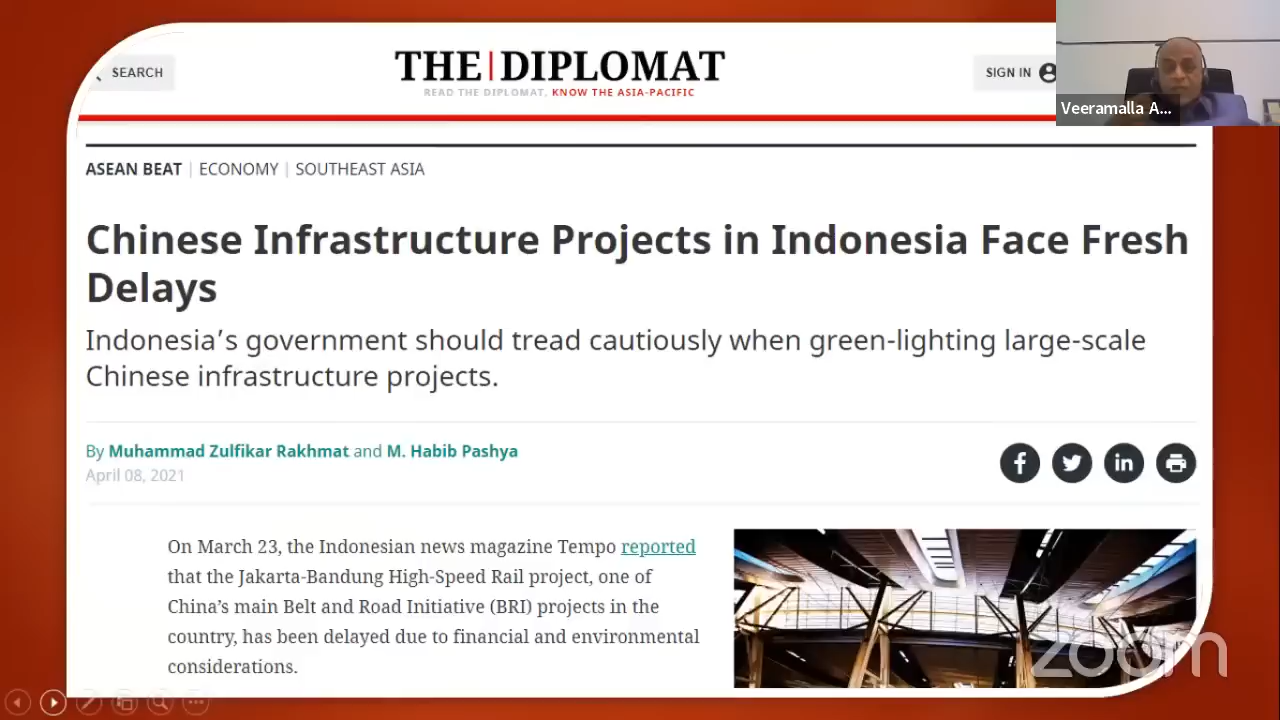 SEARCH
THE|DIPLOMAT
READ THE DIPLOMAT, KNOW THE ASIA-PACIFIC
SIGN IN
Veeramalla A...
ASEAN BEAT | ECONOMY | SOUTHEAST ASIA
Chinese Infrastructure Projects in Indonesia Face Fresh
Delays
Indonesia's government should tread cautiously when green-lighting large-scale
Chinese infrastructure projects.
By Muhammad Zulfikar Rakhmat and M. Habib Pashya
April 08, 2021
On March 23, the Indonesian news magazine Tempo reported
that the Jakarta-Bandung High-Speed Rail project, one of
China's main Belt and Road Initiative (BRI) projects in the
country, has been delayed due to financial and environmental
considerations.
zoom